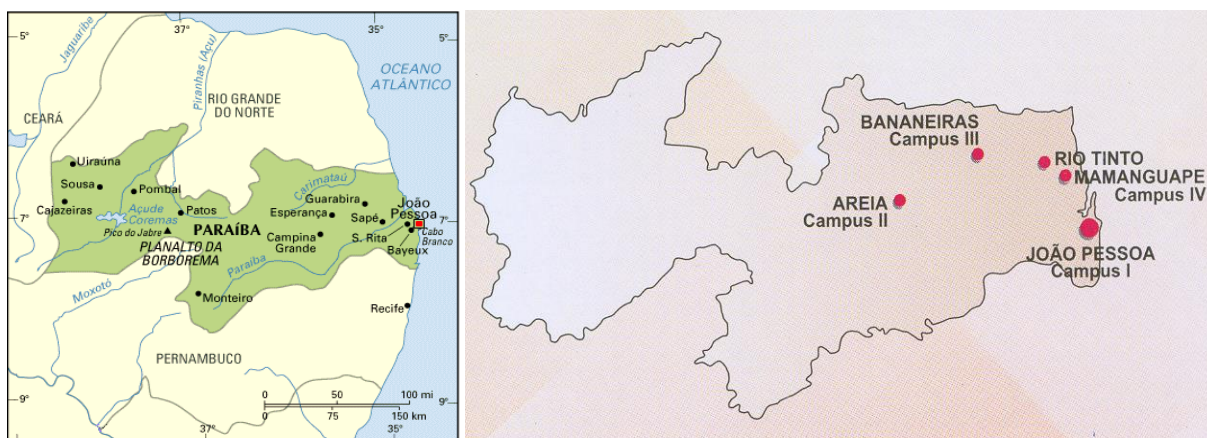 37°
35°
5°
5°
Jaguaribe
Piranhas (Açu)
OCEANO
ATLÂNTICO
RIO GRANDE
DO NORTE
CEARÁ
Uiraúna
Sousa
Pombal
Cajazeiras
Açude
Coremas
Patos
Pico do Jabre
PLANALTO DA
BORBOREMA
PARAÍBA
Carimataú
Guarabira
Esperança
Sapé
João
Pessoa
Campina
Grande
S. Rita
Cabo
Branco
Bayeux
7°
7°
Paraíba
Moxotó
Monteiro
Recife
PERNAMBUCO
0
50
100 mi
0
75
150 km
9°
9°
37°
35°
BANANEIRAS
Campus III
RIO TINTO
MAMANGUAPE
Campus IV
AREIA
Campus II
JOÃO PESSOA
Campus I